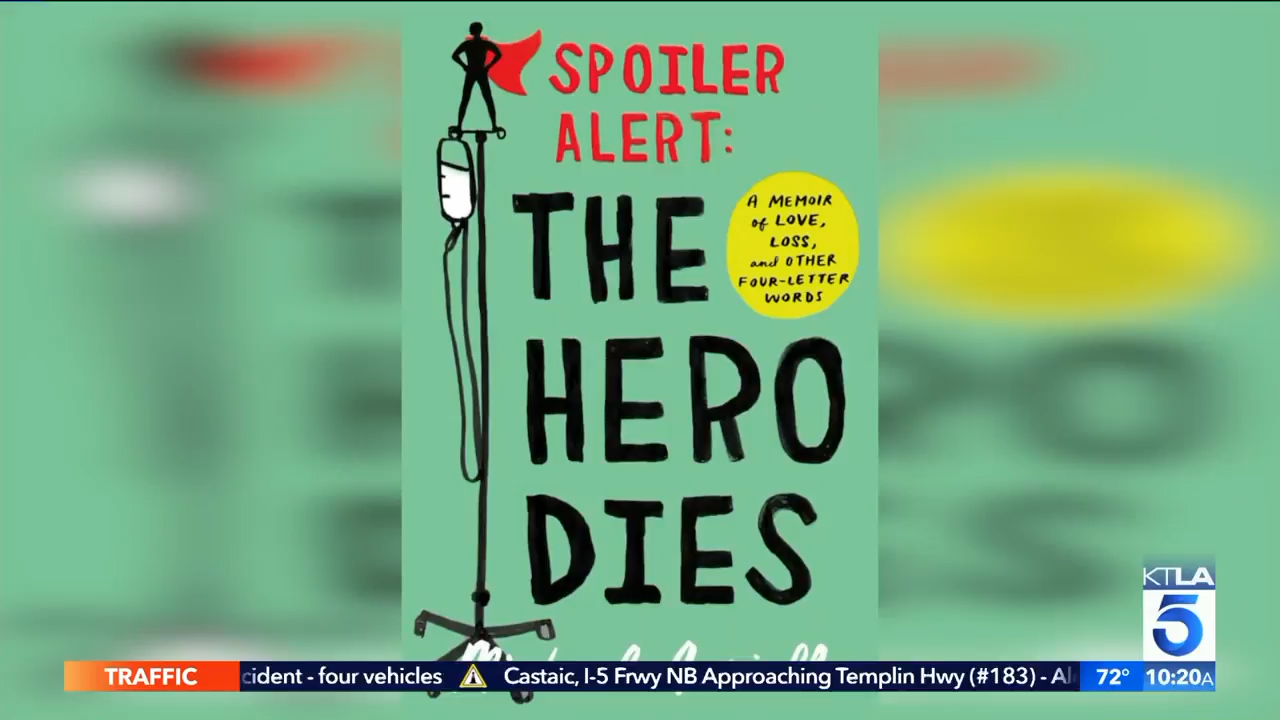 SPOILER
ALERT:
THE
A MEMOIR
of LOVE,
LOSS,
and OTHER
FOUR-LETTER
WORDS
HERO
DIES
KTLA
5
TRAFFIC
cident - four vehicles
Castaic, I-5 Frwy NB Approaching Templin Hwy (#183) - Al
72°
10:20A